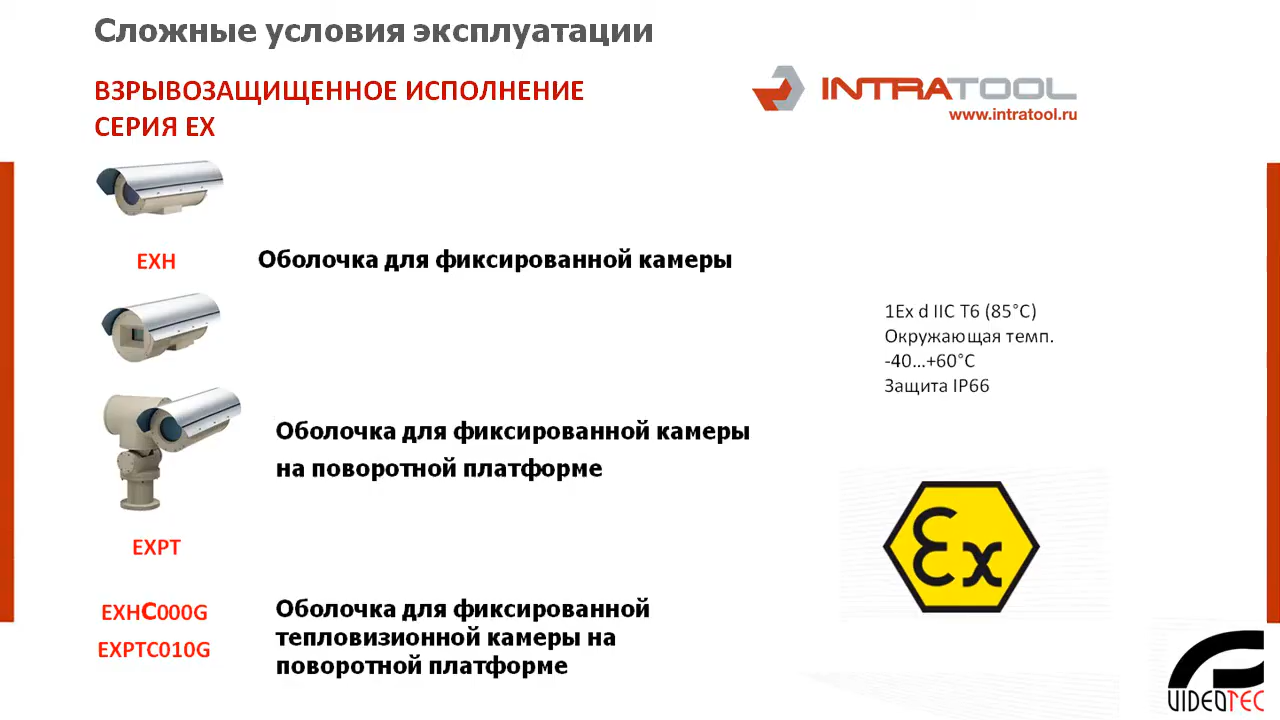 Сложные условия эксплуатации
ВЗРЫВОЗАЩИЩЕННОЕ ИСПОЛНЕНИЕ
СЕРИЯ EX
INTRATOOL
www.intratool.ru
EXH
Оболочка для фиксированной камеры
1Ex d IIC T6 (85°C)
Окружающая темп.
-40...+60°C
Защита IP66
Оболочка для фиксированной камеры
на поворотной платформе
EXPT
Ex
EXHC000G
EXPTC010G
Оболочка для фиксированной
тепловизионной камеры на
поворотной платформе
VIDEOTEC